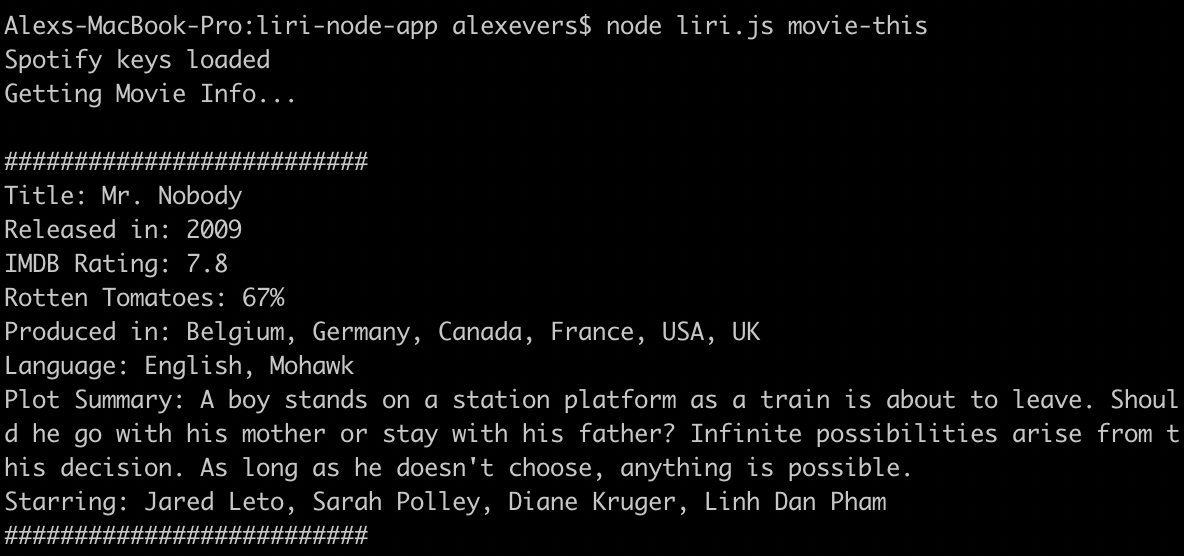 Alexs-MacBook-Pro:liri-node-app alexevers$ node liri.js movie-this
Spotify keys loaded
Getting Movie Info...
##########################
Title: Mr. Nobody
Released in: 2009
IMDB Rating: 7.8
Rotten Tomatoes: 67%
Produced in: Belgium, Germany, Canada, France, USA, UK
Language: English, Mohawk
Plot Summary: A boy stands on a station platform as a train is about to leave. Shoul
d he go with his mother or stay with his father? Infinite possibilities arise from t
his decision. As long as he doesn't choose, anything is possible.
Starring: Jared Leto, Sarah Polley, Diane Kruger, Linh Dan Pham
##########################